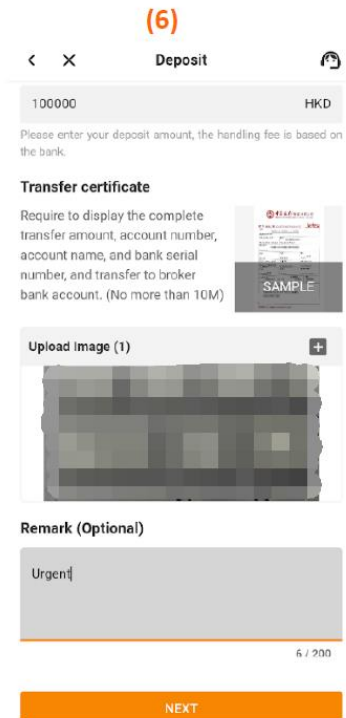 (6)
Deposit
100000 HKD
Please enter your deposit amount, the handling fee is based on
the bank.
Transfer certificate
Require to display the complete
transfer amount, account number,
account name, and bank serial
number, and transfer to broker
bank account. (No more than 10M)
SAMPLE
Upload Image (1)
Remark (Optional)
Urgent
6 / 200
NEXT